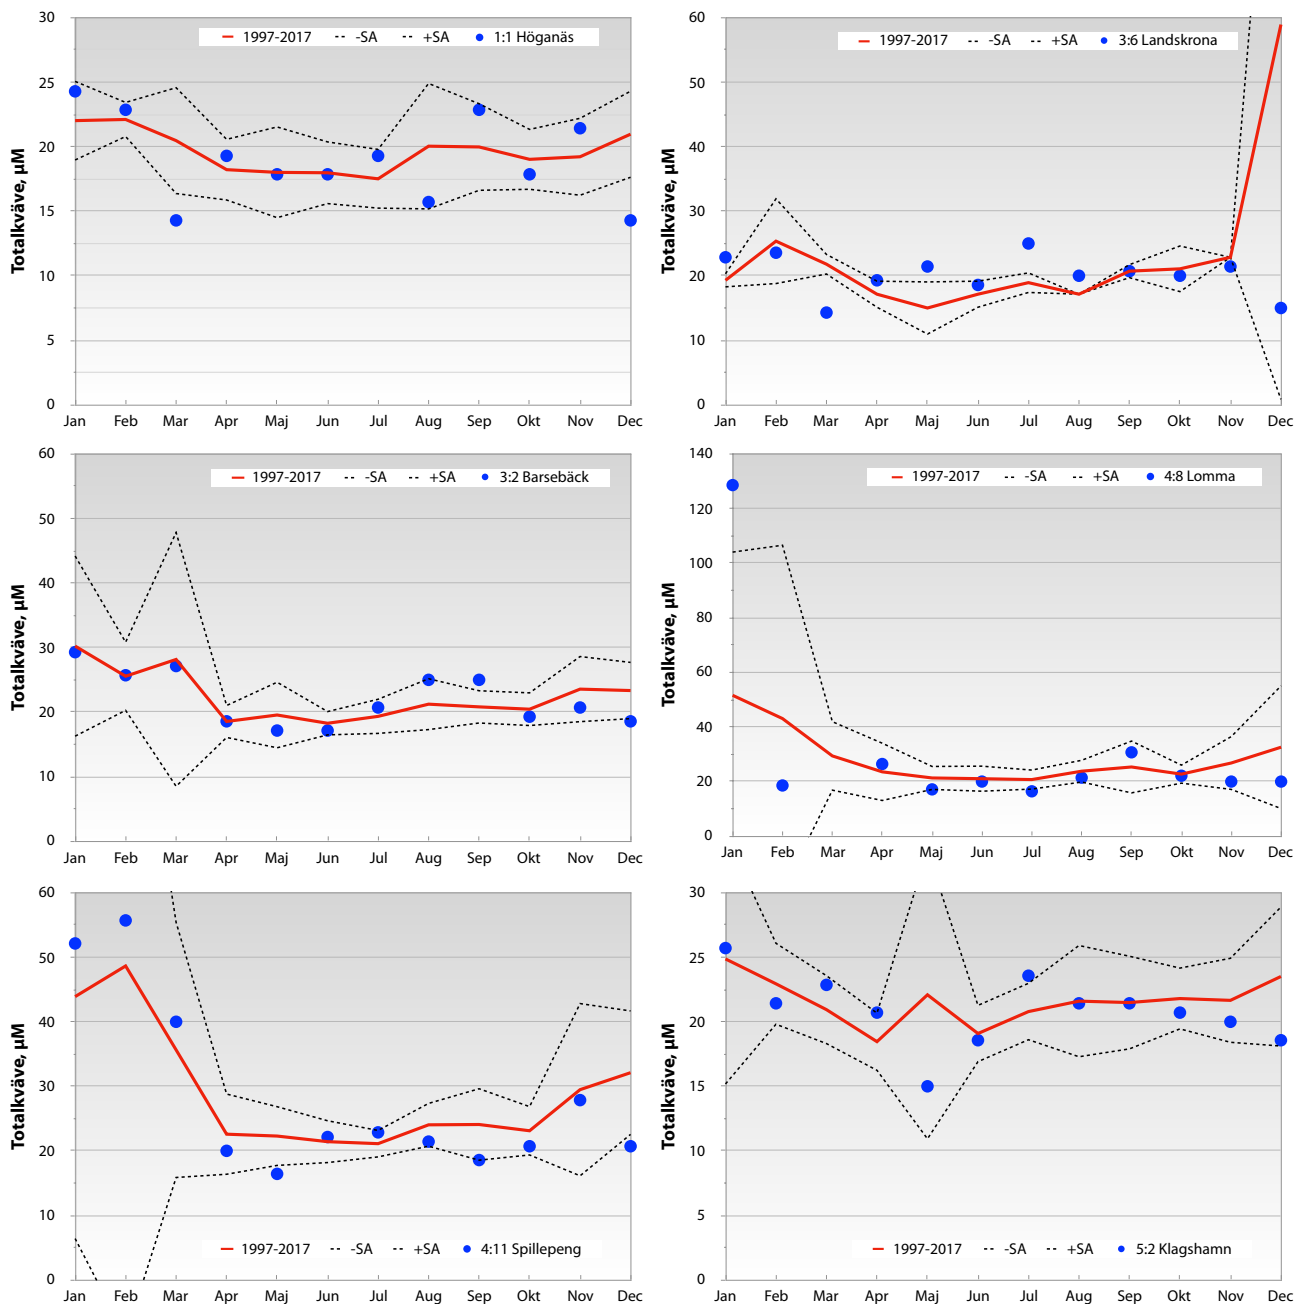 1997-2017 -SA +SA 1:1 Höganäs
Totalkväve, µM
30
25
20
15
10
5
0
Jan Feb Mar Apr Maj Jun Jul Aug Sep Okt Nov Dec
1997-2017 -SA +SA 3:6 Landskrona
Totalkväve, µM
60
50
40
30
20
10
0
Jan Feb Mar Apr Maj Jun Jul Aug Sep Okt Nov Dec
1997-2017 -SA +SA 3:2 Barsebäck
Totalkväve, µM
60
50
40
30
20
10
0
Jan Feb Mar Apr Maj Jun Jul Aug Sep Okt Nov Dec
1997-2017 -SA +SA 4:8 Lomma
Totalkväve, µM
140
120
100
80
60
40
20
0
Jan Feb Mar Apr Maj Jun Jul Aug Sep Okt Nov Dec
Totalkväve, µM
60
50
40
30
20
10
0
1997-2017 -SA +SA 4:11 Spillepeng
Jan Feb Mar Apr Maj Jun Jul Aug Sep Okt Nov Dec
Totalkväve, µM
30
25
20
15
10
5
0
1997-2017 -SA +SA 5:2 Klagshamn
Jan Feb Mar Apr Maj Jun Jul Aug Sep Okt Nov Dec